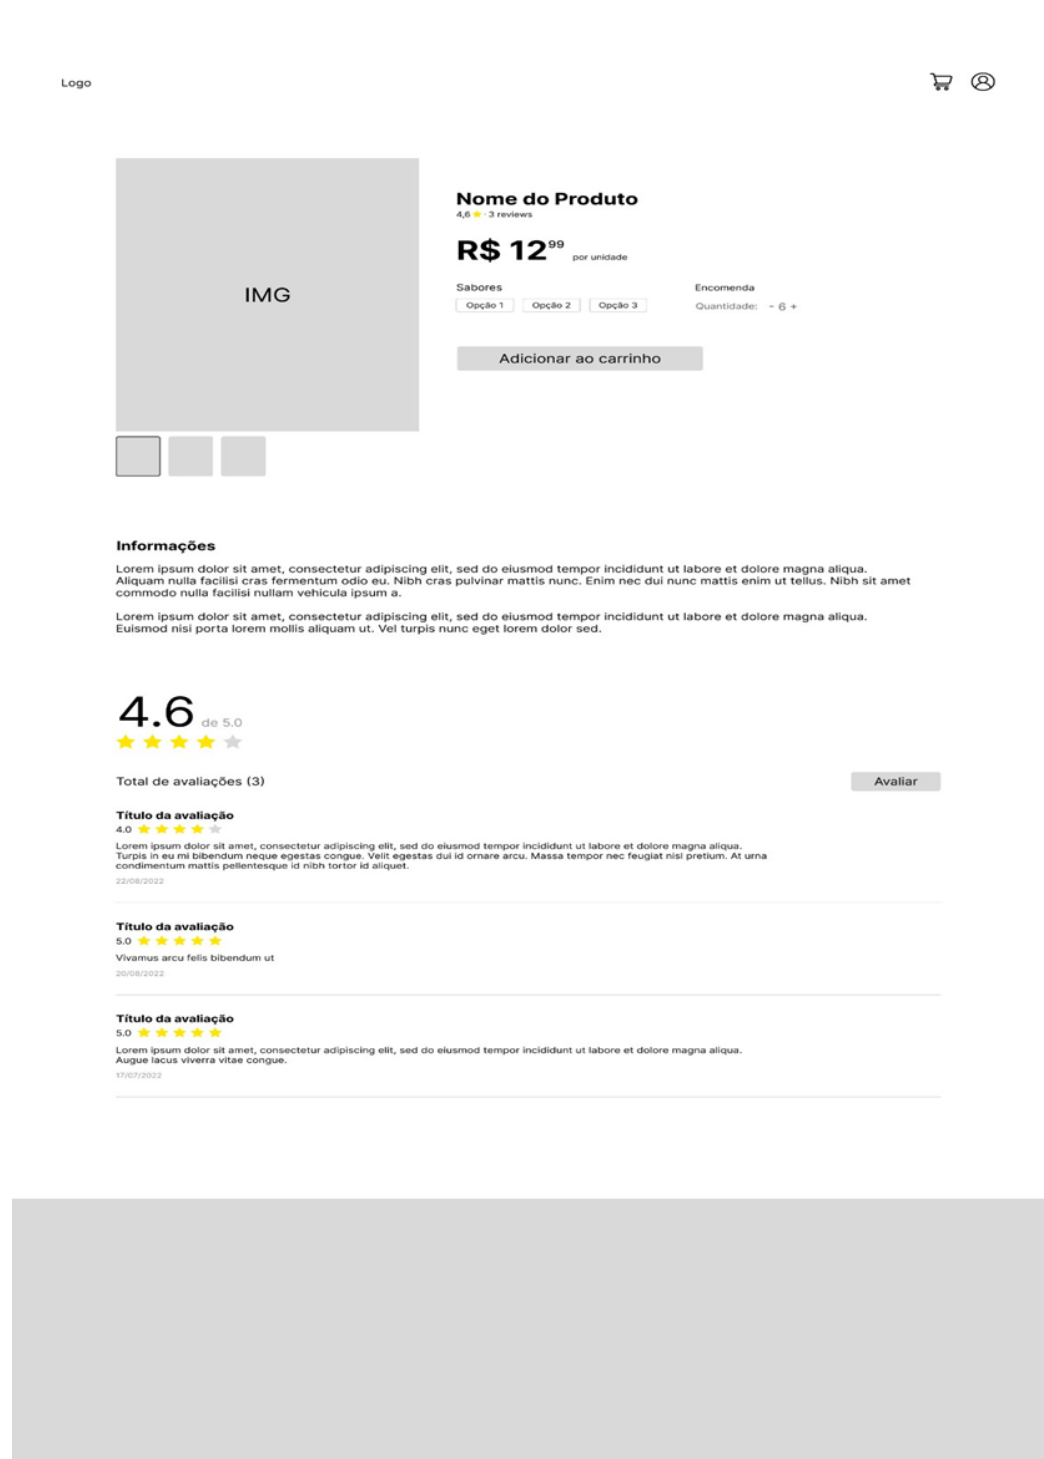 Logo
IMG
Nome do Produto
4,6 ★ · 3 reviews
R$ 12⁹⁹ por unidade
Sabores
Opção 1 Opção 2 Opção 3
Encomenda
Quantidade: - 6 +
Adicionar ao carrinho
Informações
Lorem ipsum dolor sit amet, consectetur adipiscing elit, sed do eiusmod tempor incididunt ut labore et dolore magna aliqua.
Aliquam nulla facilisi cras fermentum odio eu. Nibh cras pulvinar mattis nunc. Enim nec dui nunc mattis enim ut tellus. Nibh sit amet
commodo nulla facilisi nullam vehicula ipsum a.
Lorem ipsum dolor sit amet, consectetur adipiscing elit, sed do eiusmod tempor incididunt ut labore et dolore magna aliqua.
Euismod nisi porta lorem mollis aliquam ut. Vel turpis nunc eget lorem dolor sed.
4.6 de 5.0
Total de avaliações (3)
Avaliar
Título da avaliação
4.0
Lorem ipsum dolor sit amet, consectetur adipiscing elit, sed do eiusmod tempor incididunt ut labore et dolore magna aliqua.
Turpis in eu mi bibendum neque egestas congue. Velit egestas dui id ornare arcu. Massa tempor nec feugiat nisl pretium. At urna
condimentum mattis pellentesque id nibh tortor id aliquet.
22/08/2022
Título da avaliação
5.0
Vivamus arcu felis bibendum ut
20/08/2022
Título da avaliação
5.0
Lorem ipsum dolor sit amet, consectetur adipiscing elit, sed do eiusmod tempor incididunt ut labore et dolore magna aliqua.
Augue lacus viverra vitae congue.
17/07/2022